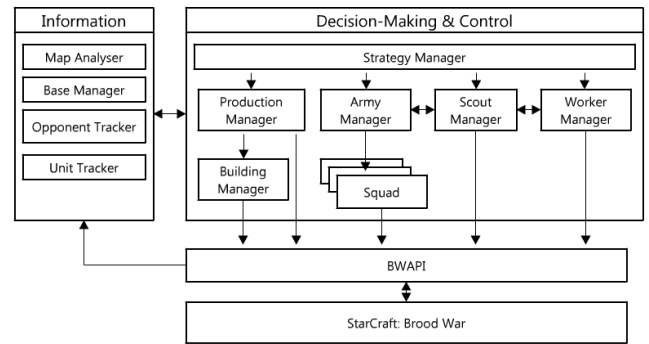 Information
Map Analyser
Base Manager
Opponent Tracker
Unit Tracker
Decision-Making & Control
Strategy Manager
Production
Manager
Army
Manager
Scout
Manager
Worker
Manager
Building
Manager
Squad
BWAPI
StarCraft: Brood War